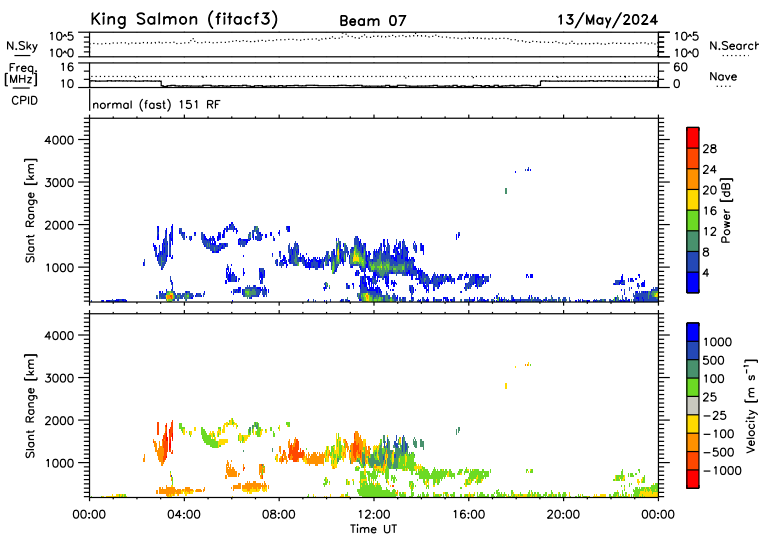 King Salmon (fitacf3) Beam 07 13/May/2024
N.Sky 10^5 10^0 10^5 10^0 N.Search
Freq [MHz] 16 10 60 0 Nave
CPID normal (fast) 151 RF
Slant Range [km] 4000 3000 2000 1000
28 24 20 16 12 8 4 Power [dB]
Slant Range [km] 4000 3000 2000 1000
1000 500 100 25 -25 -100 -500 -1000 Velocity [m s⁻¹]
00:00 04:00 08:00 12:00 16:00 20:00 00:00
Time UT